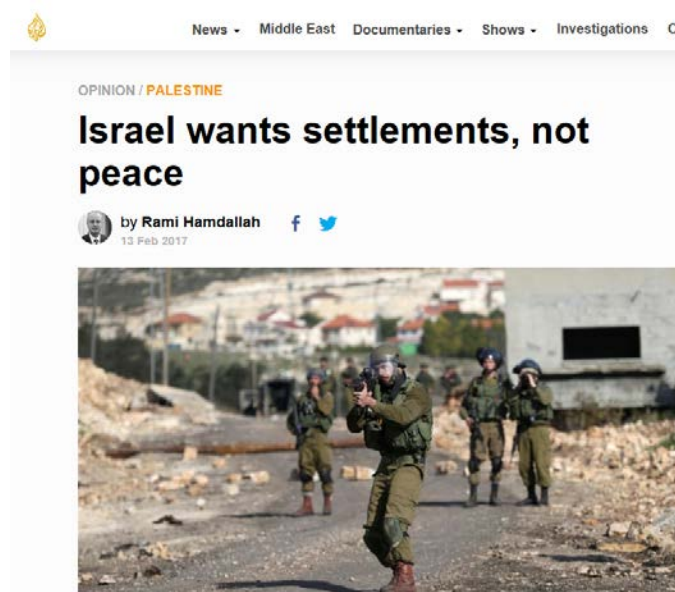 News Middle East Documentaries Shows Investigations
OPINION / PALESTINE
Israel wants settlements, not
peace
by Rami Hamdallah
13 Feb 2017